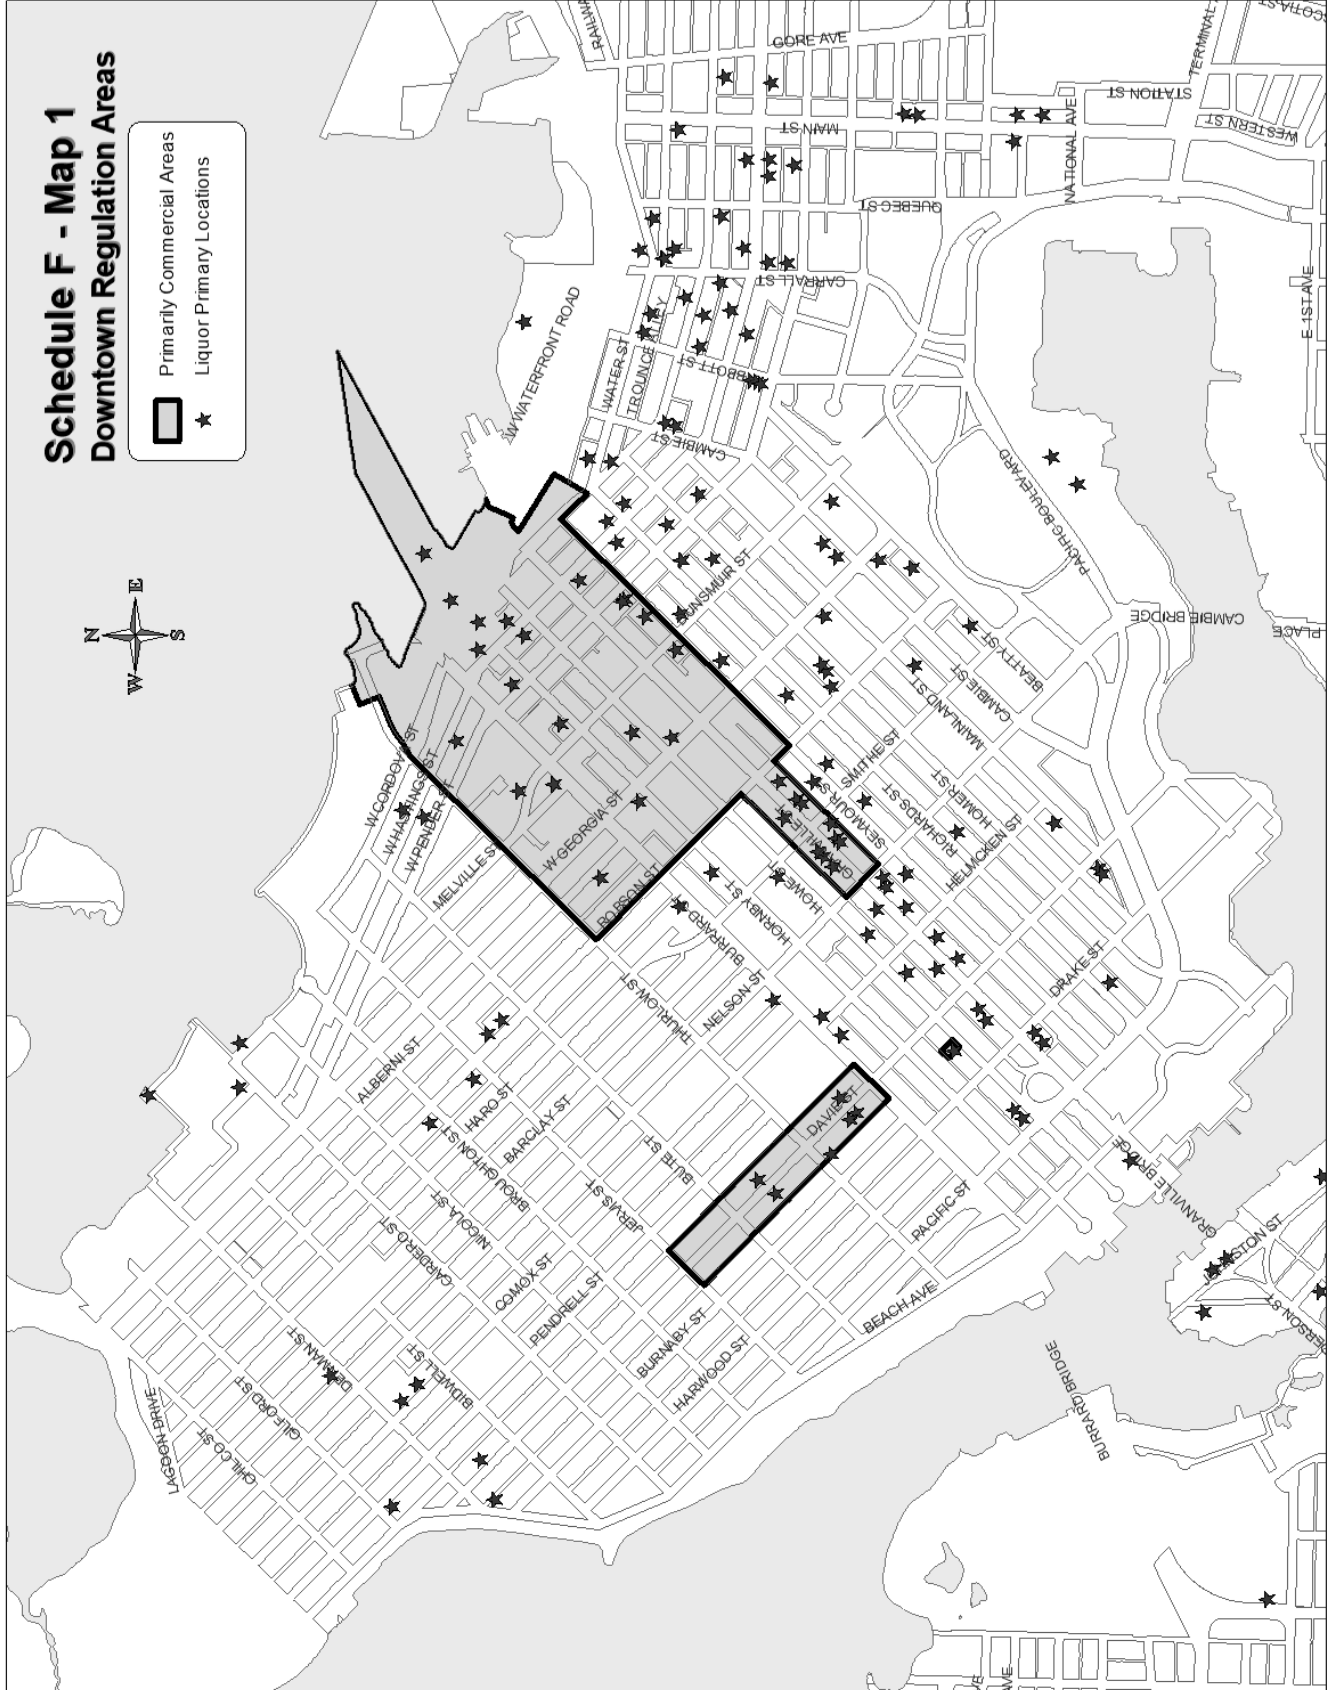 Schedule F - Map 1
Downtown Regulation Areas
Primarily Commercial Areas
Liquor Primary Locations
N
W
E
S
GORE AVE
MAIN ST
STATION ST
TERMINAL
WESTERN ST
NATIONAL AVE
QUEBEC ST
CARRALL ST
E 1ST AVE
W WATERFRONT ROAD
WATER ST
TROUNCE ALLEY
ABBOTT ST
CAMBIE ST
PACIFIC BOULEVARD
DUNSMUIR ST
CAMBIE BRIDGE
PLACE
BEATTY ST
CAMBIE ST
MAINLAND ST
SMITHE ST
HOMER ST
RICHARDS ST
SEYMOUR ST
HELMCKEN ST
GRANVILLE ST
W CORDOVA ST
W HASTINGS ST
W PENDER ST
MELVILLE ST
W GEORGIA ST
ROBSON ST
HOWE ST
HORNBY ST
BURRARD ST
NELSON ST
THURLOW ST
DRAKE ST
ALBERNI ST
HARO ST
BARCLAY ST
BROUGHTON ST
NICOLA ST
CARDERO ST
JERVIS ST
BUTE ST
DAVIE ST
COMOX ST
PENDRELL ST
BURNABY ST
HARWOOD ST
PACIFIC ST
BEACH AVE
GRANVILLE BRIDGE
JOHNSTON ST
BURRARD BRIDGE
DENMAN ST
BIDWELL ST
GILFORD ST
CHILCO ST
LAGOON DRIVE